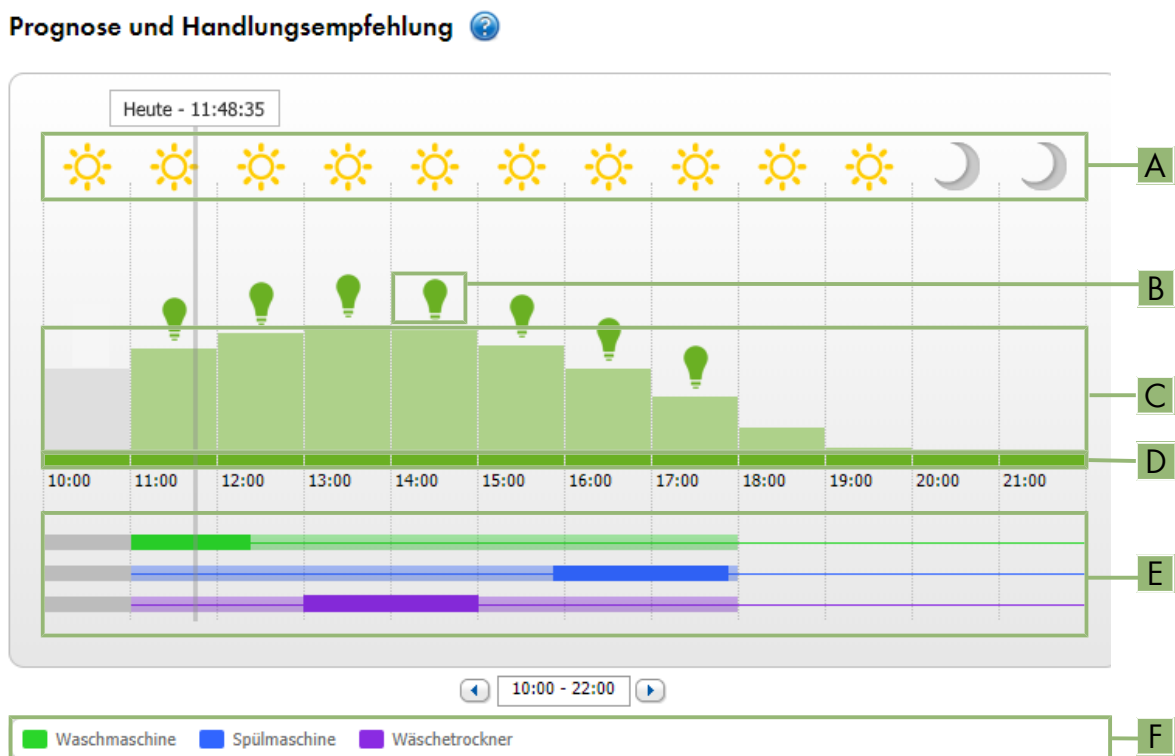 Prognose und Handlungsempfehlung ?
Heute - 11:48:35
A
B
C
D
10:00 11:00 12:00 13:00 14:00 15:00 16:00 17:00 18:00 19:00 20:00 21:00
E
10:00 - 22:00
Waschmaschine Spülmaschine Wäschetrockner F